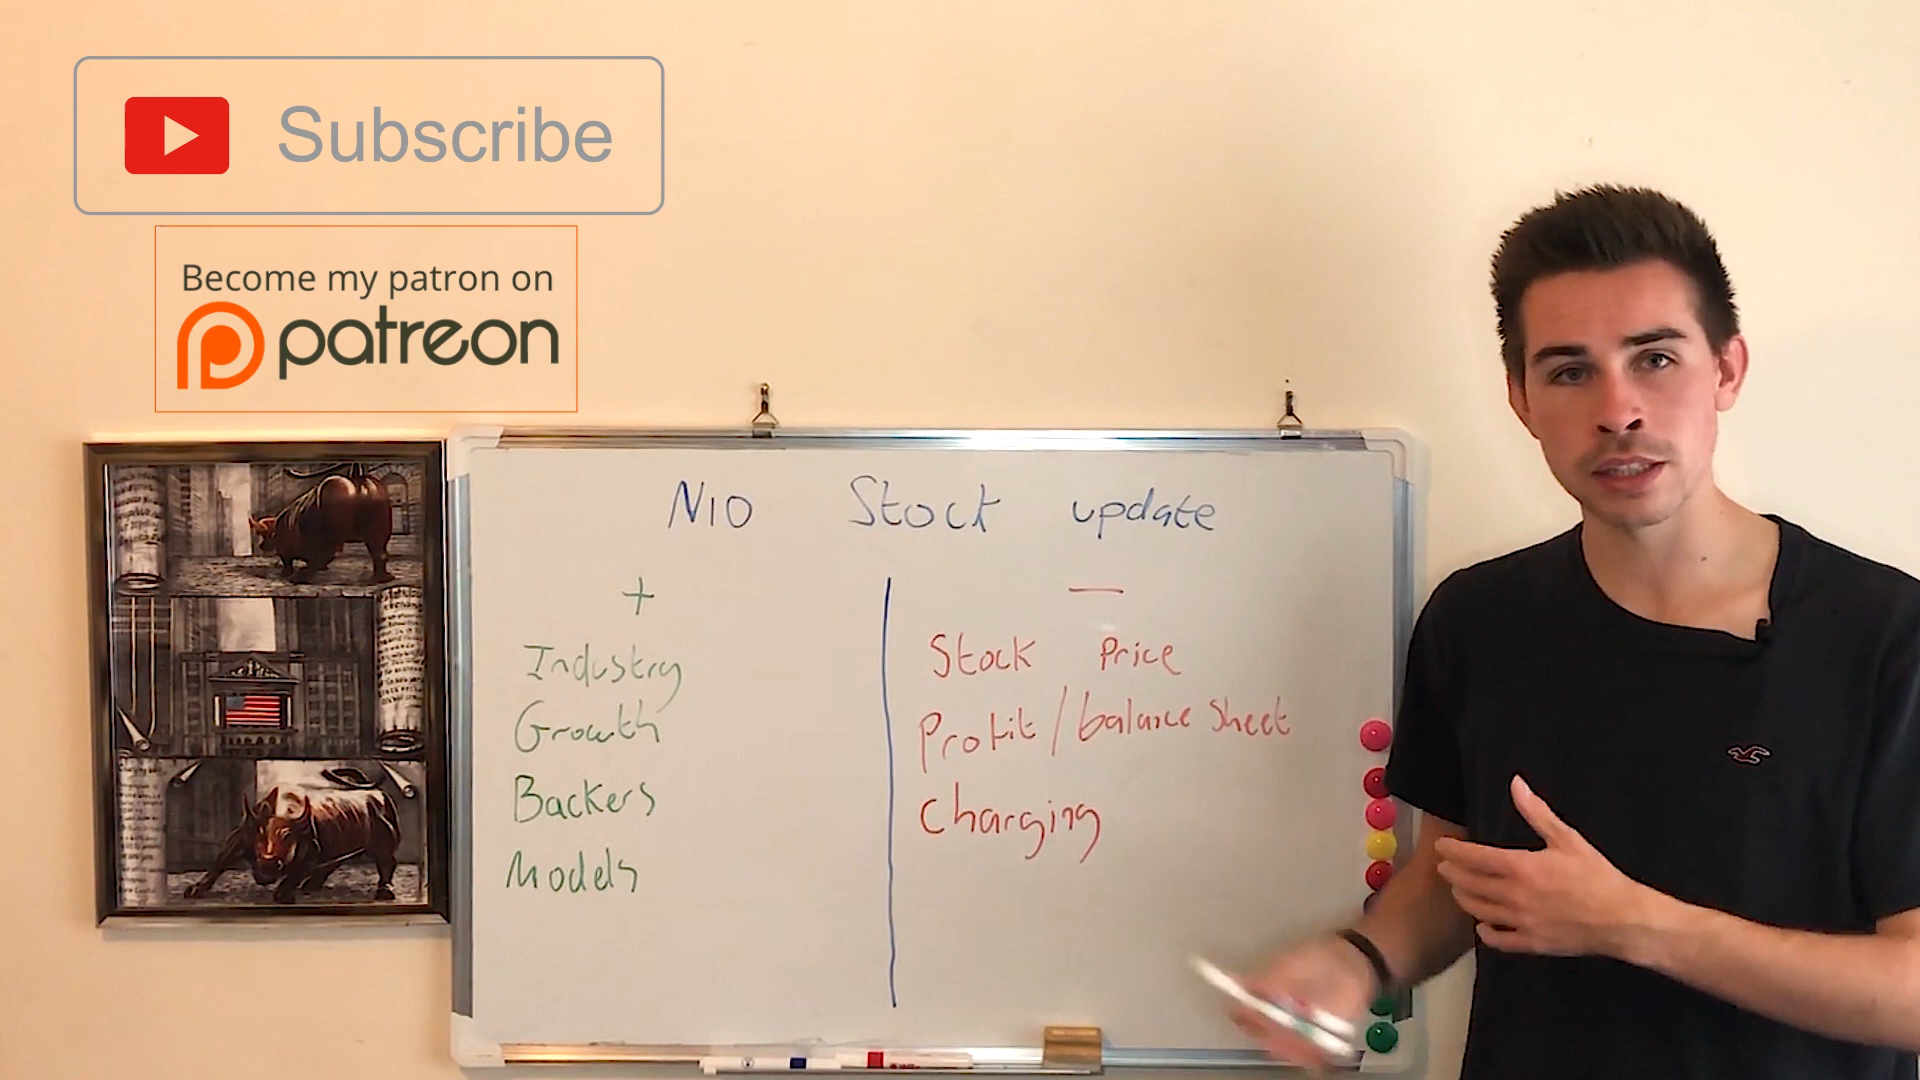 Subscribe
Become my patron on
patreon
NIO Stock update
+
Industry
Growth
Backers
Models
—
Stock Price
Profit / balance sheet
Charging